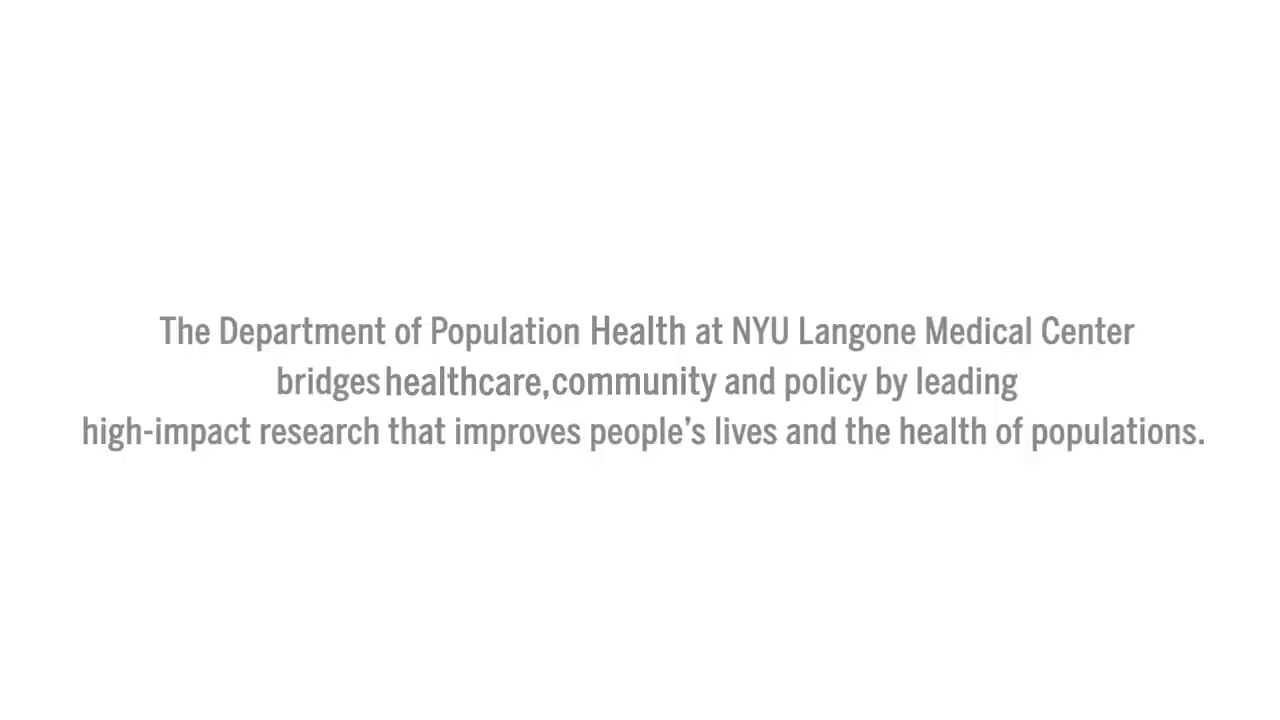 The Department of Population Health at NYU Langone Medical Center
bridges healthcare, community and policy by leading
high-impact research that improves people’s lives and the health of populations.